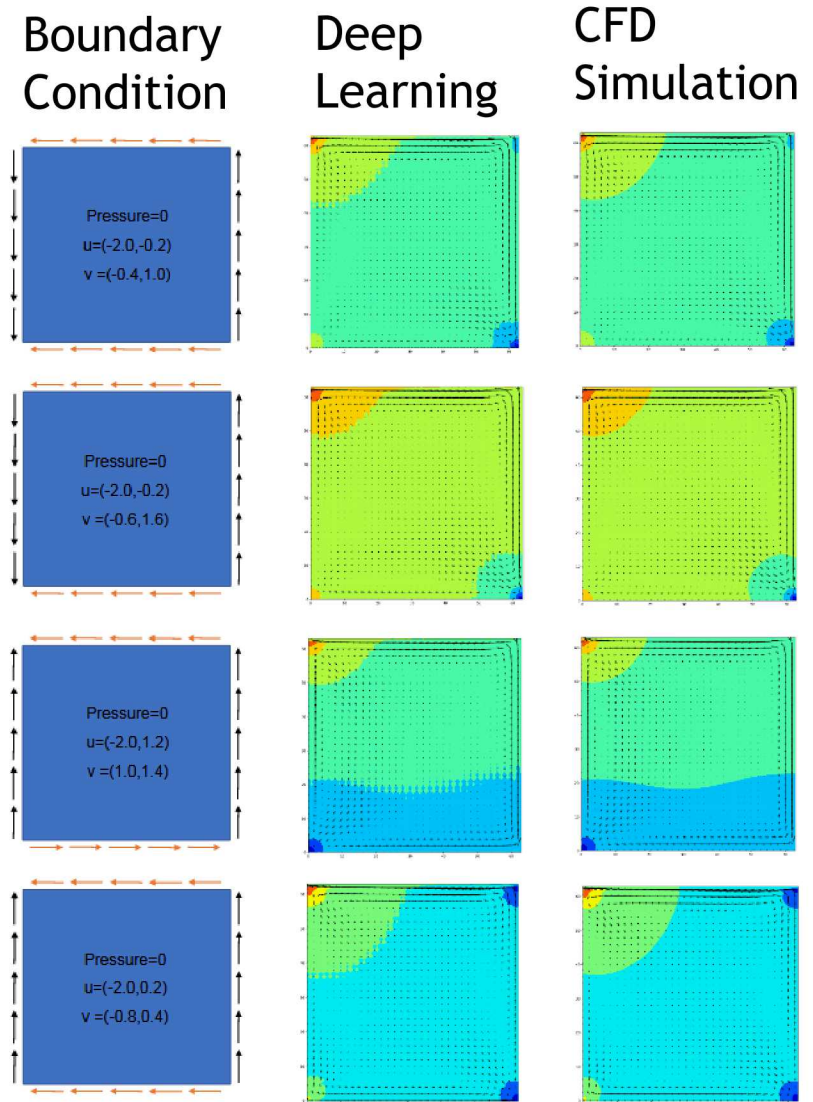 Boundary
Condition
Deep
Learning
CFD
Simulation
Pressure=0
u=(-2.0,-0.2)
v =(-0.4,1.0)
Pressure=0
u=(-2.0,-0.2)
v =(-0.6,1.6)
Pressure=0
u=(-2.0,1.2)
v =(1.0,1.4)
Pressure=0
u=(-2.0,0.2)
v =(-0.8,0.4)